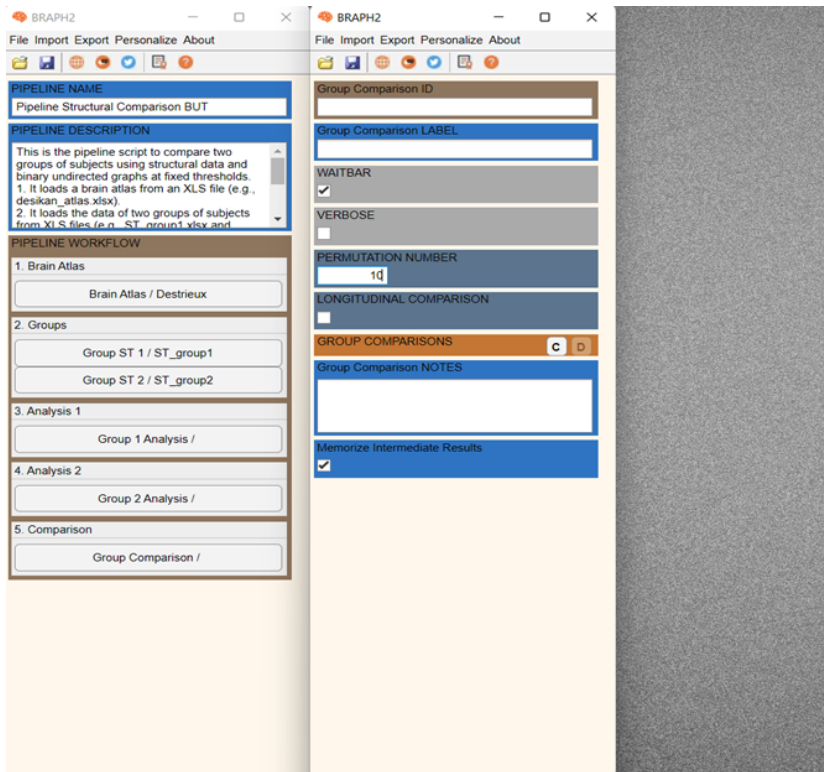 BRAPH2
File Import Export Personalize About
PIPELINE NAME
Pipeline Structural Comparison BUT
PIPELINE DESCRIPTION
This is the pipeline script to compare two
groups of subjects using structural data and
binary undirected graphs at fixed thresholds.
1. It loads a brain atlas from an XLS file (e.g.,
desikan_atlas.xlsx).
2. It loads the data of two groups of subjects
from XLS files (e.g., ST_group1.xlsx and
PIPELINE WORKFLOW
1. Brain Atlas
Brain Atlas / Destrieux
2. Groups
Group ST 1 / ST_group1
Group ST 2 / ST_group2
3. Analysis 1
Group 1 Analysis /
4. Analysis 2
Group 2 Analysis /
5. Comparison
Group Comparison /
BRAPH2
File Import Export Personalize About
Group Comparison ID
Group Comparison LABEL
WAITBAR
VERBOSE
PERMUTATION NUMBER
10
LONGITUDINAL COMPARISON
GROUP COMPARISONS
C D
Group Comparison NOTES
Memorize Intermediate Results